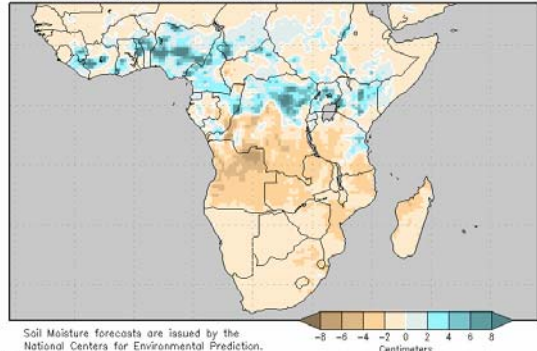 Soil Moisture forecasts are issued by the
National Centers for Environmental Prediction.
-8 -6 -4 -2 0 2 4 6 8
Centimeters